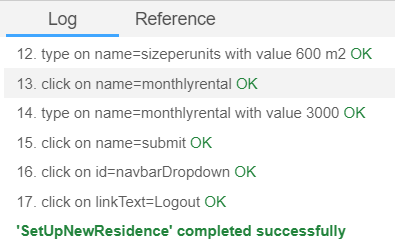 Log Reference
12. type on name=sizeperunits with value 600 m2 OK
13. click on name=monthlyrental OK
14. type on name=monthlyrental with value 3000 OK
15. click on name=submit OK
16. click on id=navbarDropdown OK
17. click on linkText=Logout OK
'SetUpNewResidence' completed successfully